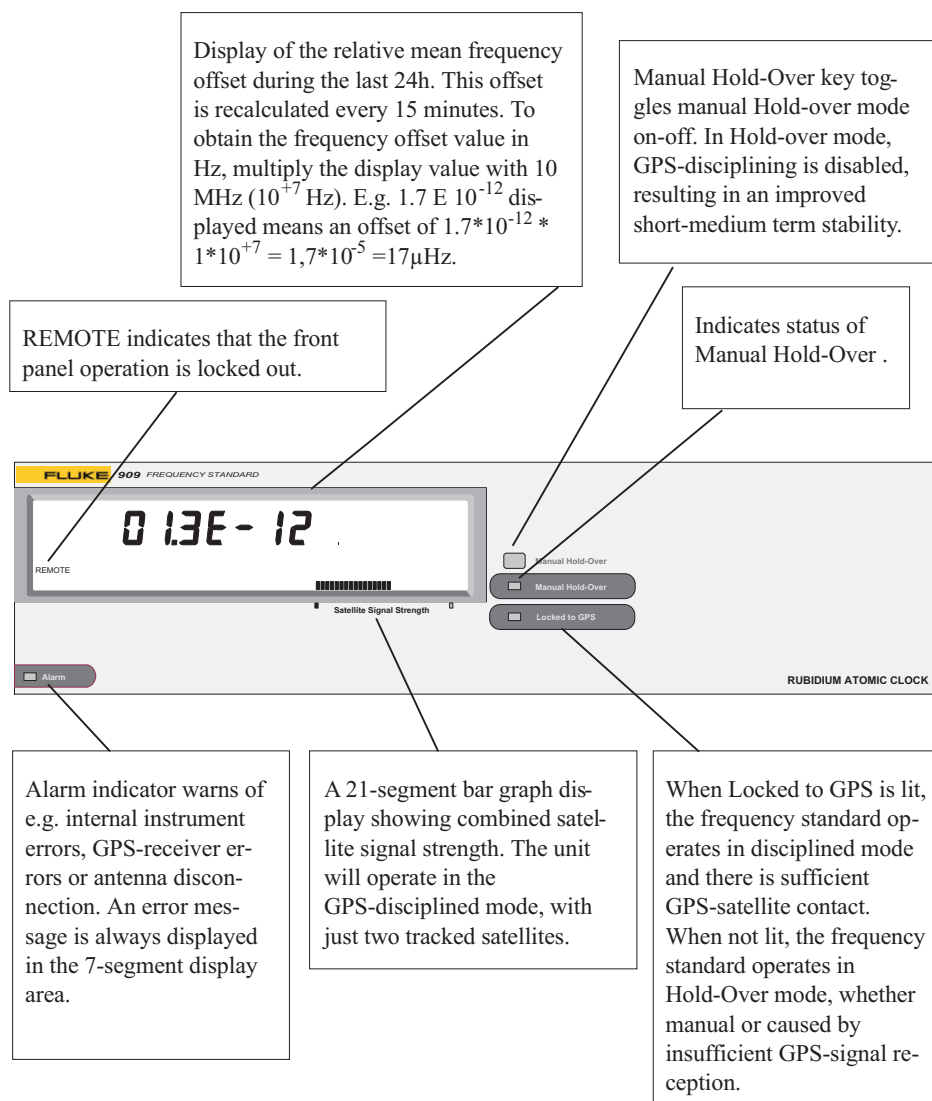 Display of the relative mean frequency
offset during the last 24h. This offset
is recalculated every 15 minutes. To
obtain the frequency offset value in
Hz, multiply the display value with 10
MHz (10⁺⁷ Hz). E.g. 1.7 E 10⁻¹² dis-
played means an offset of 1.7*10⁻¹² *
1*10⁺⁷ = 1,7*10⁻⁵ =17µHz.
Manual Hold-Over key tog-
gles manual Hold-over mode
on-off. In Hold-over mode,
GPS-disciplining is disabled,
resulting in an improved
short-medium term stability.
REMOTE indicates that the front
panel operation is locked out.
Indicates status of
Manual Hold-Over .
FLUKE 909 FREQUENCY STANDARD
01.3E- 12
REMOTE
Satellite Signal Strength
Manual Hold-Over
Manual Hold-Over
Locked to GPS
Alarm
RUBIDIUM ATOMIC CLOCK
Alarm indicator warns of
e.g. internal instrument
errors, GPS-receiver er-
rors or antenna discon-
nection. An error mes-
sage is always displayed
in the 7-segment display
area.
A 21-segment bar graph dis-
play showing combined satel-
lite signal strength. The unit
will operate in the
GPS-disciplined mode, with
just two tracked satellites.
When Locked to GPS is lit,
the frequency standard op-
erates in disciplined mode
and there is sufficient
GPS-satellite contact.
When not lit, the frequency
standard operates in
Hold-Over mode, whether
manual or caused by
insufficient GPS-signal re-
ception.